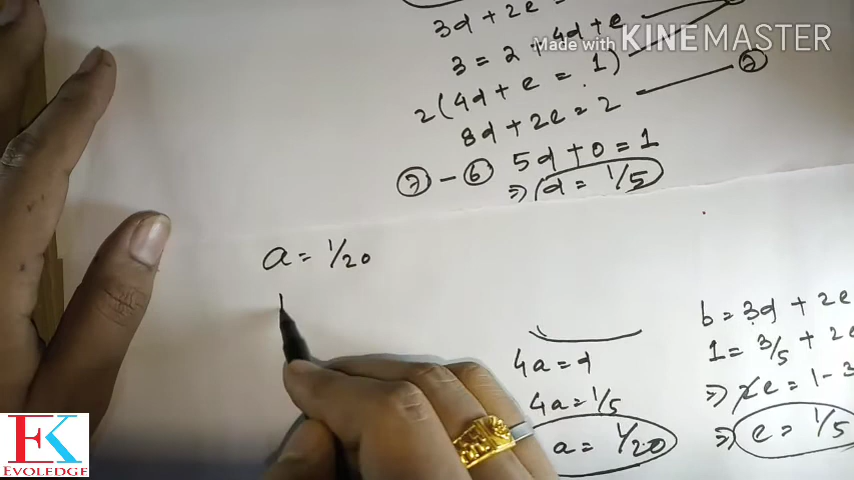 3d + 2e =
3 = 2 + 4d + e
Made with KINEMASTER
2(4d + e = 1)
8d + 2e = 2 — ⑦
⑦ - ⑥ 5d + 0 = 1
⇒ d = 1/5
a = 1/20
4a = d
4a = 1/5
a = 1/20
b = 3d + 2e
1 = 3/5 + 2e
⇒ 2e = 1 - 3
⇒ e = 1/5
EK
EVOLEDGE